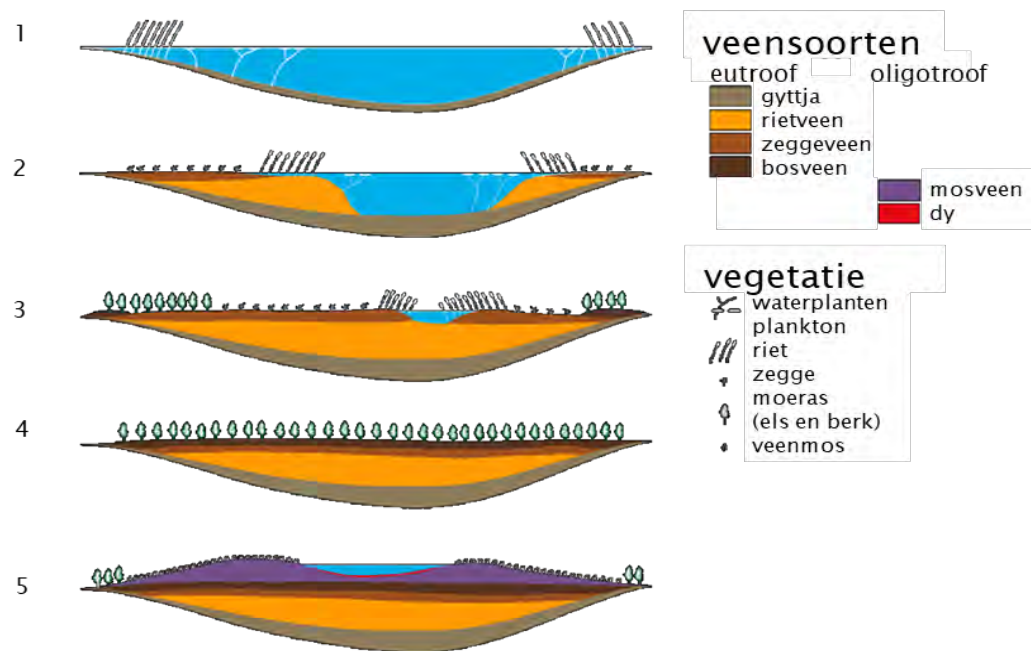 1
2
3
4
5
veensoorten
eutroof oligotroof
gyttja
rietveen
zeggeveen
bosveen
mosveen
dy
vegetatie
waterplanten
plankton
riet
zegge
moeras
(els en berk)
veenmos